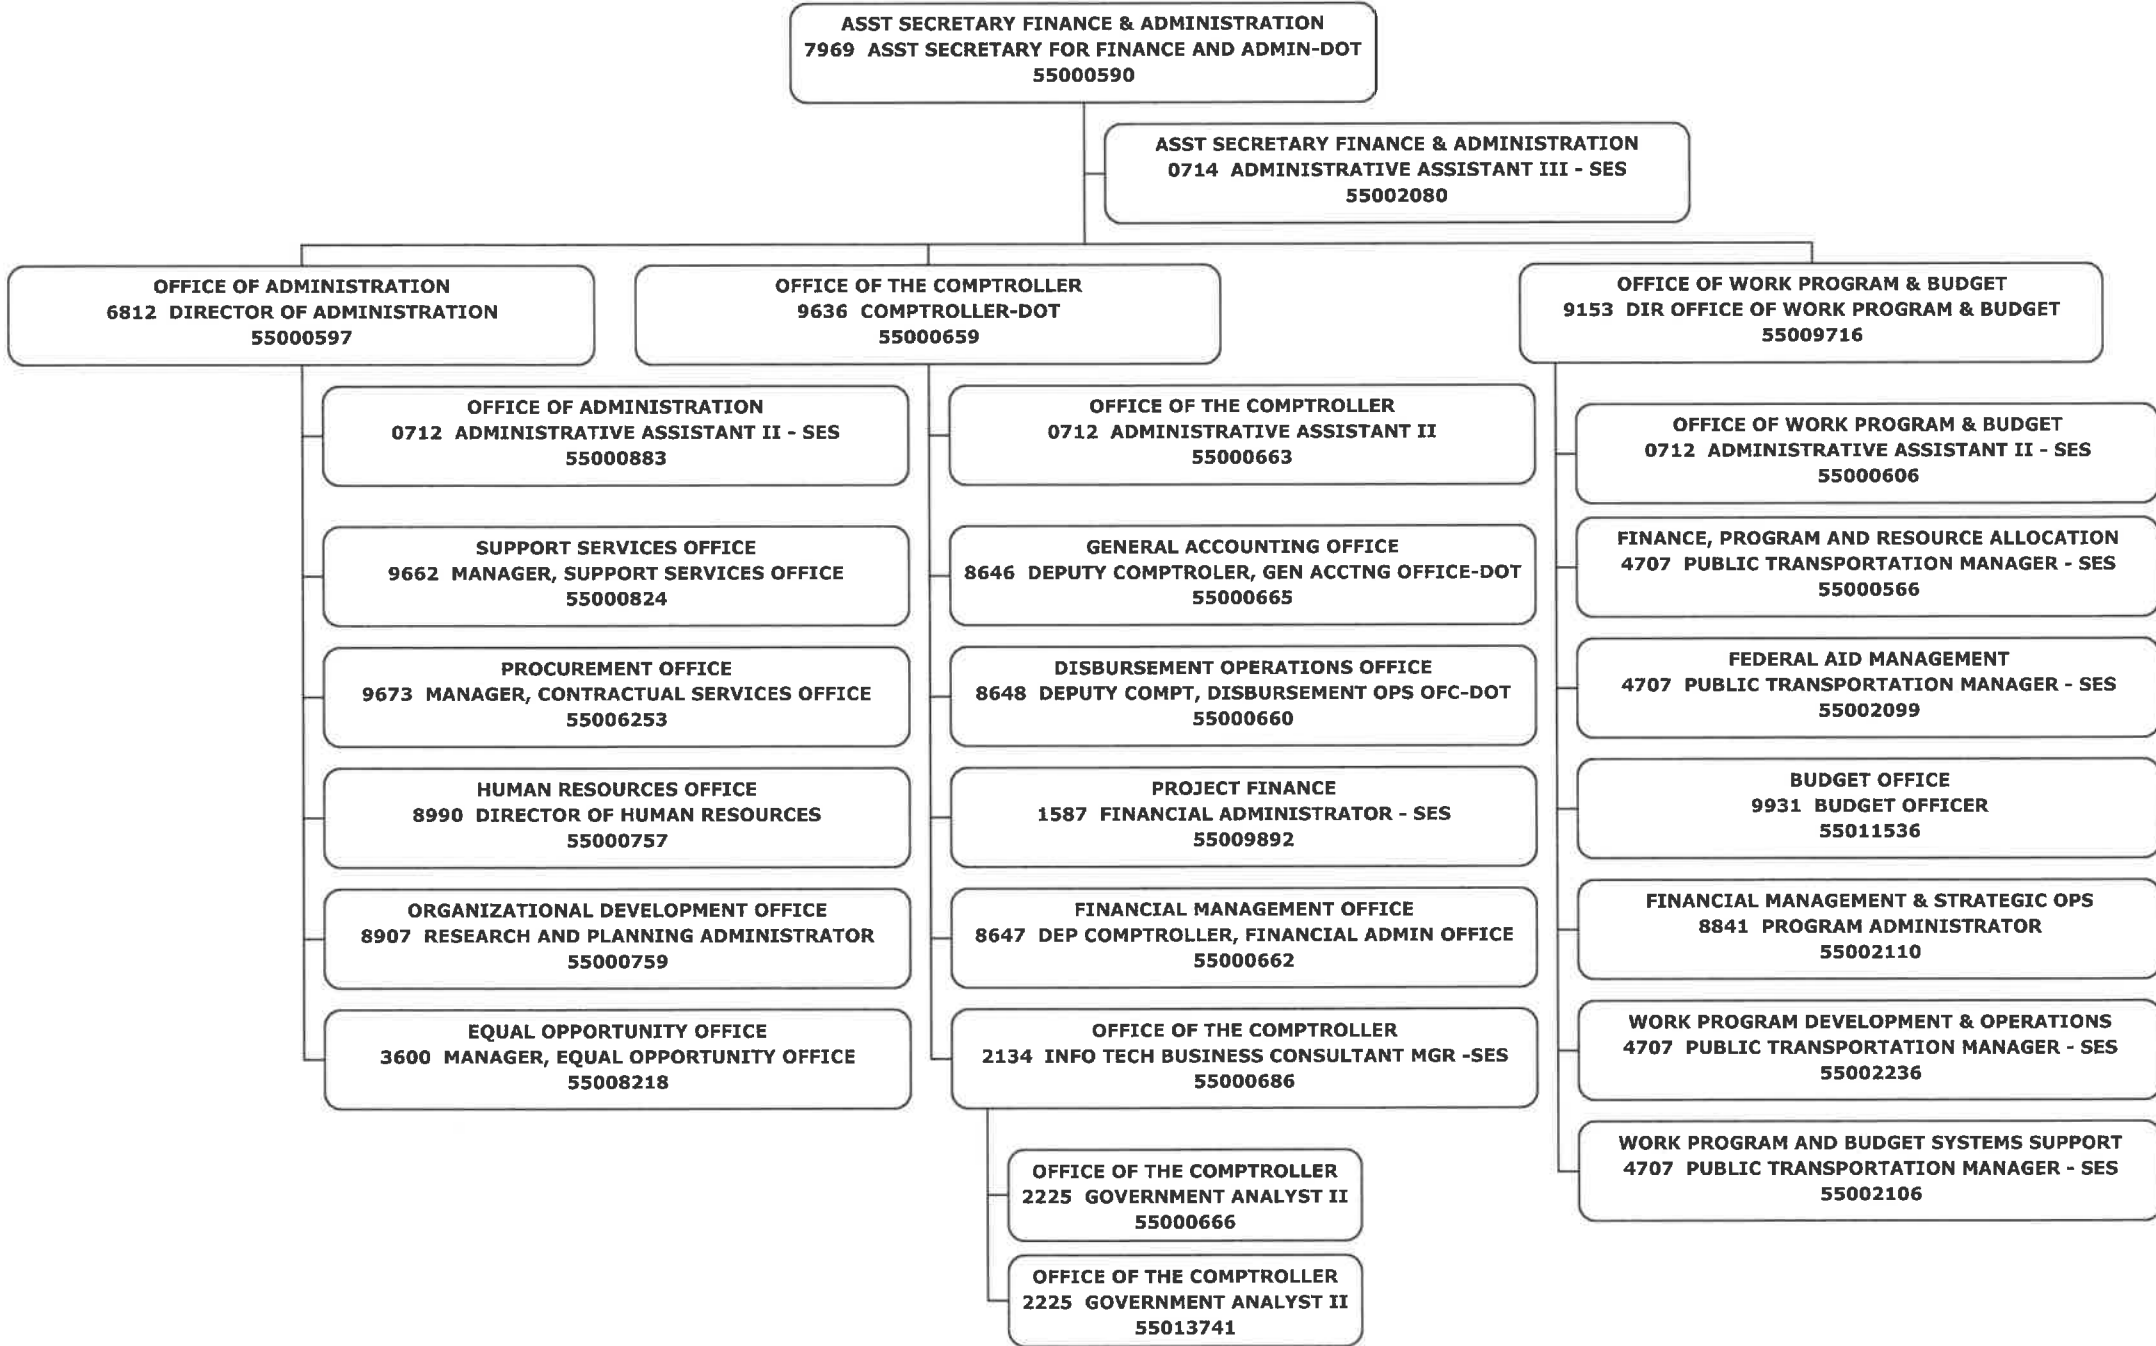 ASST SECRETARY FINANCE & ADMINISTRATION
7969 ASST SECRETARY FOR FINANCE AND ADMIN-DOT
55000590
ASST SECRETARY FINANCE & ADMINISTRATION
0714 ADMINISTRATIVE ASSISTANT III - SES
55002080
OFFICE OF ADMINISTRATION
6812 DIRECTOR OF ADMINISTRATION
55000597
OFFICE OF ADMINISTRATION
0712 ADMINISTRATIVE ASSISTANT II - SES
55000883
SUPPORT SERVICES OFFICE
9662 MANAGER, SUPPORT SERVICES OFFICE
55000824
PROCUREMENT OFFICE
9673 MANAGER, CONTRACTUAL SERVICES OFFICE
55006253
HUMAN RESOURCES OFFICE
8990 DIRECTOR OF HUMAN RESOURCES
55000757
ORGANIZATIONAL DEVELOPMENT OFFICE
8907 RESEARCH AND PLANNING ADMINISTRATOR
55000759
EQUAL OPPORTUNITY OFFICE
3600 MANAGER, EQUAL OPPORTUNITY OFFICE
55008218
OFFICE OF THE COMPTROLLER
9636 COMPTROLLER-DOT
55000659
OFFICE OF THE COMPTROLLER
0712 ADMINISTRATIVE ASSISTANT II
55000663
GENERAL ACCOUNTING OFFICE
8646 DEPUTY COMPTROLER, GEN ACCTNG OFFICE-DOT
55000665
DISBURSEMENT OPERATIONS OFFICE
8648 DEPUTY COMPT, DISBURSEMENT OPS OFC-DOT
55000660
PROJECT FINANCE
1587 FINANCIAL ADMINISTRATOR - SES
55009892
FINANCIAL MANAGEMENT OFFICE
8647 DEP COMPTROLLER, FINANCIAL ADMIN OFFICE
55000662
OFFICE OF THE COMPTROLLER
2134 INFO TECH BUSINESS CONSULTANT MGR -SES
55000686
OFFICE OF THE COMPTROLLER
2225 GOVERNMENT ANALYST II
55000666
OFFICE OF THE COMPTROLLER
2225 GOVERNMENT ANALYST II
55013741
OFFICE OF WORK PROGRAM & BUDGET
9153 DIR OFFICE OF WORK PROGRAM & BUDGET
55009716
OFFICE OF WORK PROGRAM & BUDGET
0712 ADMINISTRATIVE ASSISTANT II - SES
55000606
FINANCE, PROGRAM AND RESOURCE ALLOCATION
4707 PUBLIC TRANSPORTATION MANAGER - SES
55000566
FEDERAL AID MANAGEMENT
4707 PUBLIC TRANSPORTATION MANAGER - SES
55002099
BUDGET OFFICE
9931 BUDGET OFFICER
55011536
FINANCIAL MANAGEMENT & STRATEGIC OPS
8841 PROGRAM ADMINISTRATOR
55002110
WORK PROGRAM DEVELOPMENT & OPERATIONS
4707 PUBLIC TRANSPORTATION MANAGER - SES
55002236
WORK PROGRAM AND BUDGET SYSTEMS SUPPORT
4707 PUBLIC TRANSPORTATION MANAGER - SES
55002106